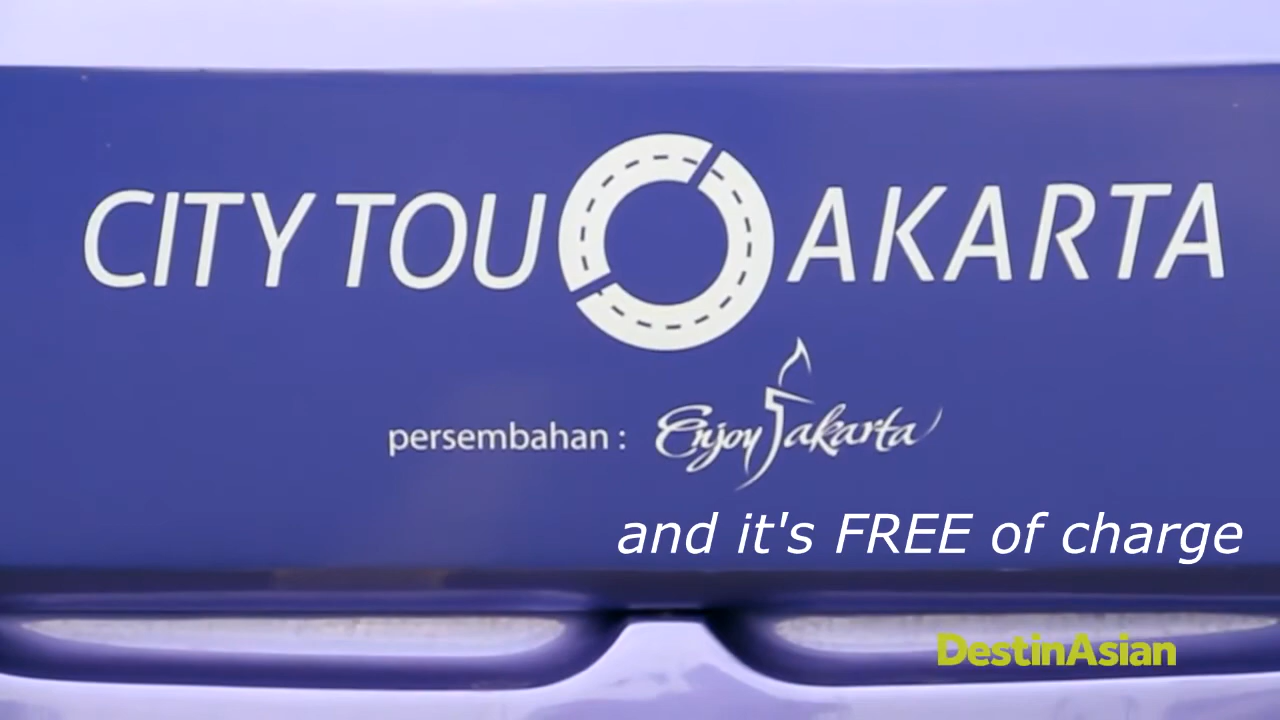 CITY TOU AKARTA
persembahan : Enjoy Jakarta
and it's FREE of charge
DestinAsian